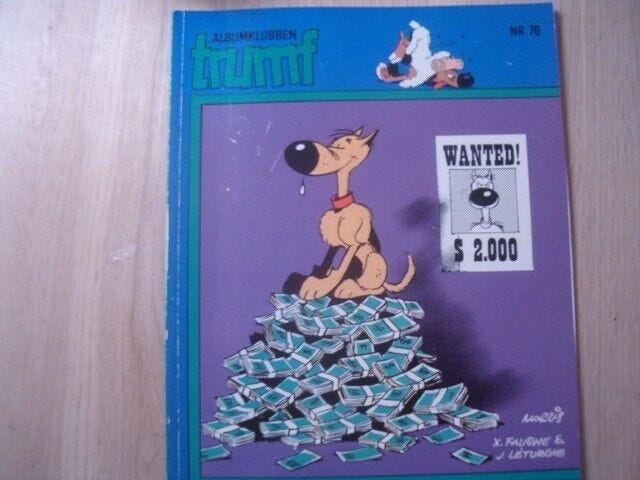 ALBUMKLUBBEN
trumf
NR 76
WANTED!
$ 2.000
MORRIS
X. FAUCHE &
J LÉTURGIE